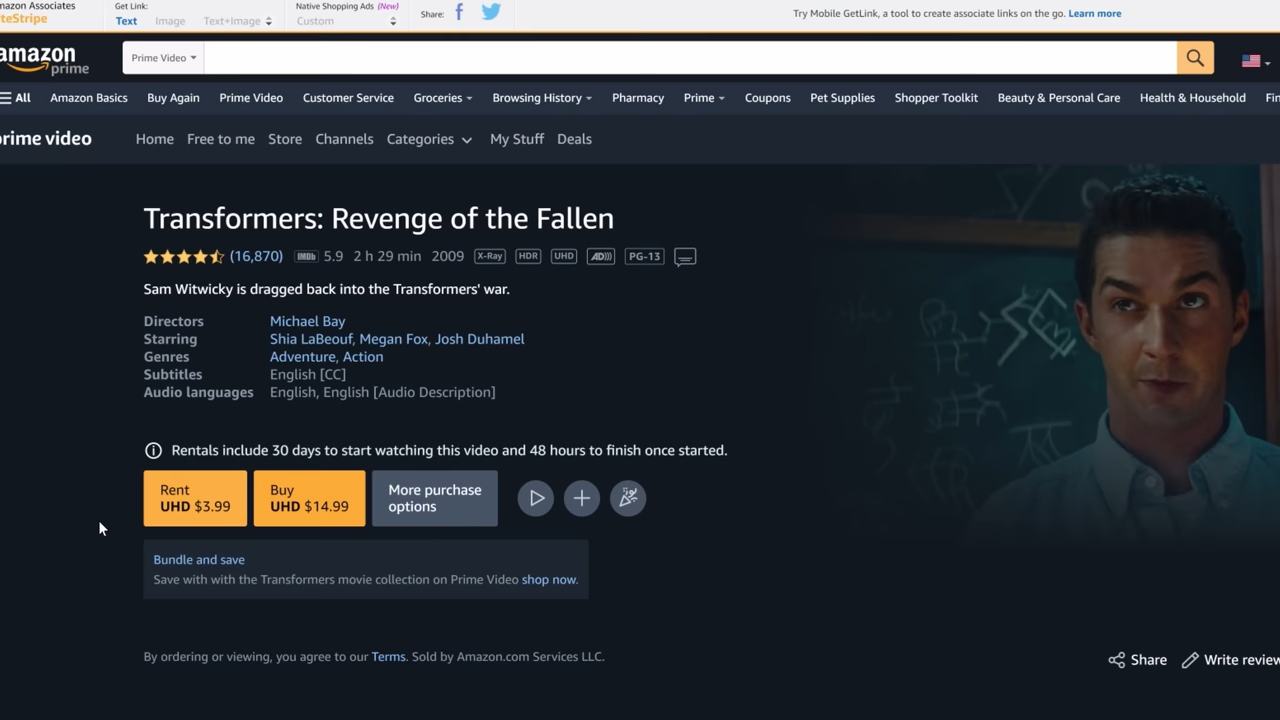 mazon Associates
Get Link:
Native Shopping Ads (New)
Share:
teStripe
Text
Image
Text+Image
Custom
Try Mobile GetLink, a tool to create associate links on the go. Learn more
amazon
prime
Prime Video
All
Amazon Basics
Buy Again
Prime Video
Customer Service
Groceries
Browsing History
Pharmacy
Prime
Coupons
Pet Supplies
Shopper Toolkit
Beauty & Personal Care
Health & Household
Fin
prime video
Home
Free to me
Store
Channels
Categories
My Stuff
Deals
Transformers: Revenge of the Fallen
(16,870) IMDb 5.9 2 h 29 min 2009 X-Ray HDR UHD AD))) PG-13
Sam Witwicky is dragged back into the Transformers' war.
Directors Michael Bay
Starring Shia LaBeouf, Megan Fox, Josh Duhamel
Genres Adventure, Action
Subtitles English [CC]
Audio languages English, English [Audio Description]
Rentals include 30 days to start watching this video and 48 hours to finish once started.
Rent
UHD $3.99
Buy
UHD $14.99
More purchase
options
Bundle and save
Save with with the Transformers movie collection on Prime Video shop now.
By ordering or viewing, you agree to our Terms. Sold by Amazon.com Services LLC.
Share
Write review